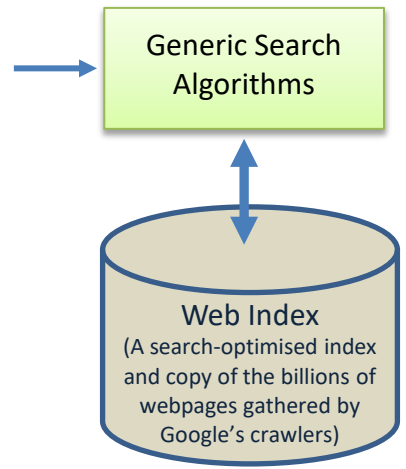 Generic Search
Algorithms
Web Index
(A search-optimised index
and copy of the billions of
webpages gathered by
Google’s crawlers)